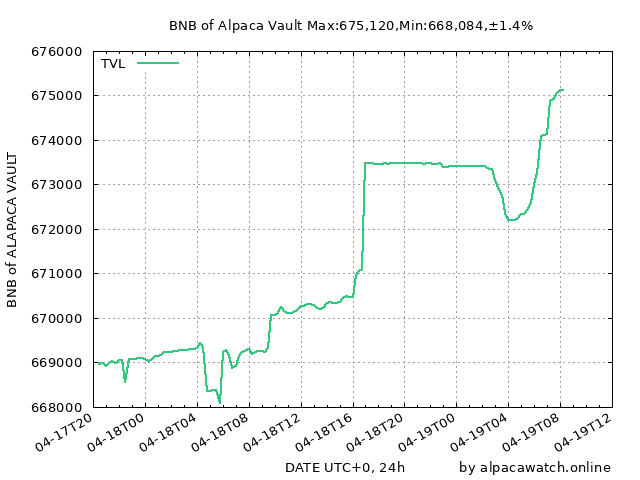 BNB of Alpaca Vault Max:675,120,Min:668,084,±1.4%
TVL
BNB of ALAPACA VAULT
676000
675000
674000
673000
672000
671000
670000
669000
668000
04-17T20
04-18T00
04-18T04
04-18T08
04-18T12
04-18T16
04-18T20
04-19T00
04-19T04
04-19T08
04-19T12
DATE UTC+0, 24h
by alpacawatch.online